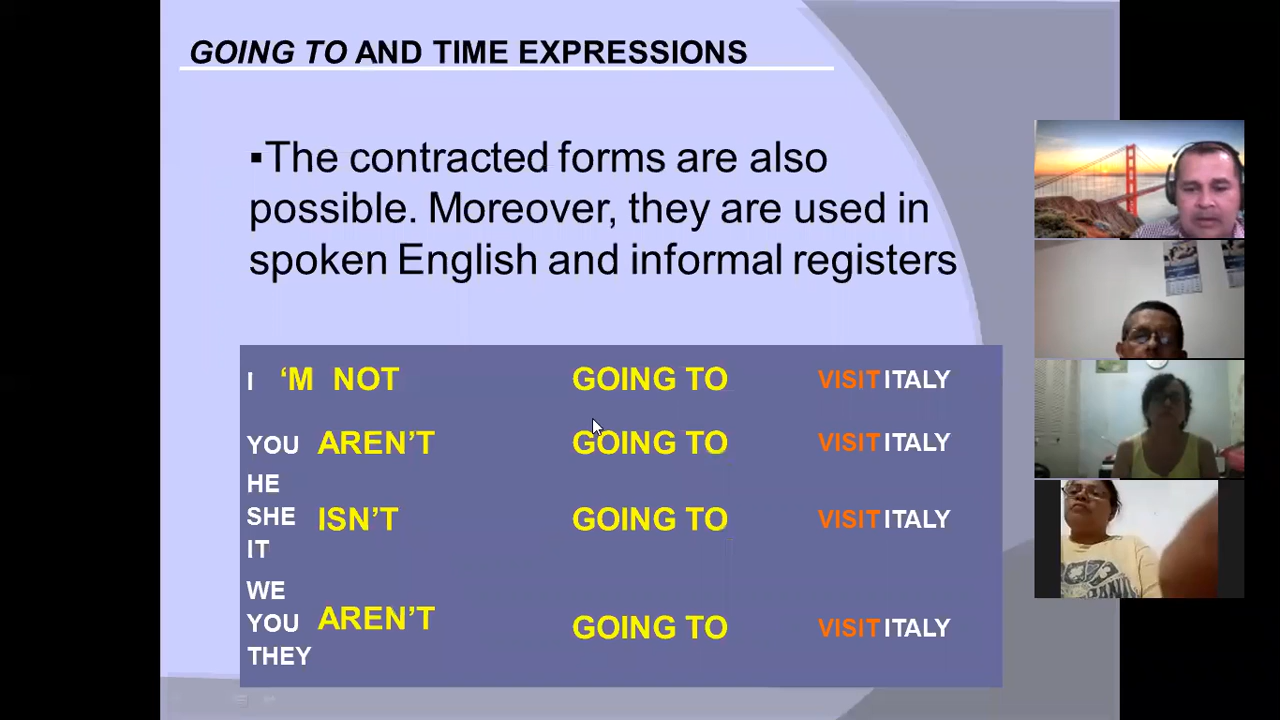 GOING TO AND TIME EXPRESSIONS
▪The contracted forms are also
possible. Moreover, they are used in
spoken English and informal registers
I ‘M NOT GOING TO VISIT ITALY
YOU AREN’T GOING TO VISIT ITALY
HE
SHE ISN’T GOING TO VISIT ITALY
IT
WE
YOU AREN’T GOING TO VISIT ITALY
THEY